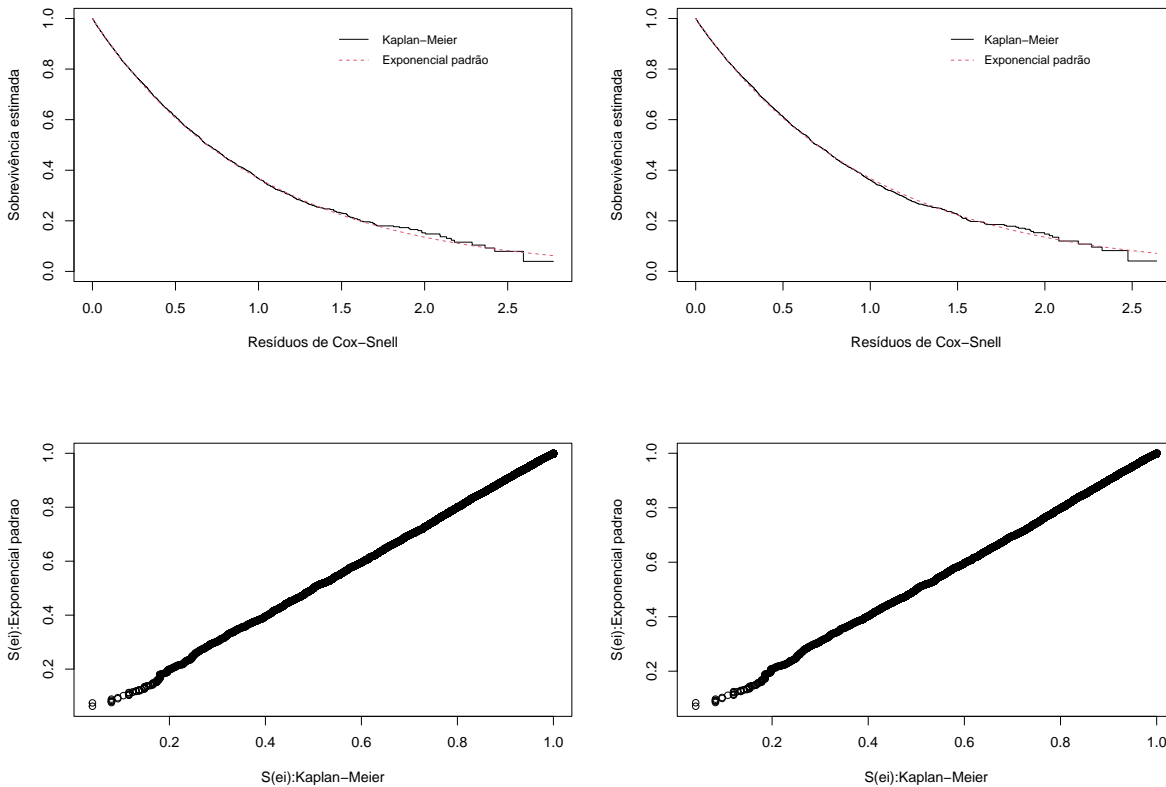 Sobrevivência estimada
1.0
0.8
0.6
0.4
0.2
0.0
Kaplan−Meier
Exponencial padrão
0.0 0.5 1.0 1.5 2.0 2.5
Resíduos de Cox−Snell
Sobrevivência estimada
1.0
0.8
0.6
0.4
0.2
0.0
Kaplan−Meier
Exponencial padrão
0.0 0.5 1.0 1.5 2.0 2.5
Resíduos de Cox−Snell
S(ei):Exponencial padrao
1.0
0.8
0.6
0.4
0.2
0.2 0.4 0.6 0.8 1.0
S(ei):Kaplan−Meier
S(ei):Exponencial padrao
1.0
0.8
0.6
0.4
0.2
0.2 0.4 0.6 0.8 1.0
S(ei):Kaplan−Meier